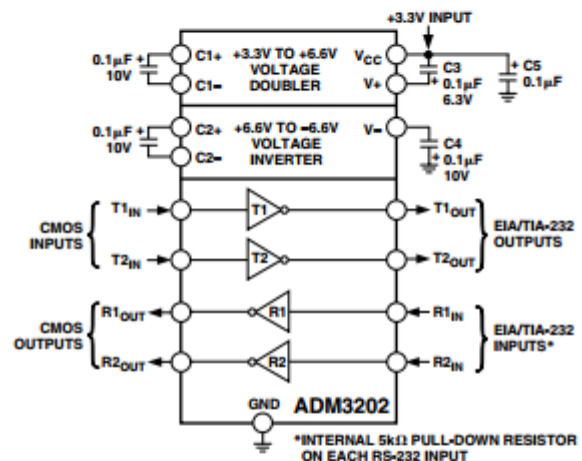 +3.3V INPUT
0.1µF +
10V
C1+
C1–
+3.3V TO +6.6V
VOLTAGE
DOUBLER
VCC
V+
+ C3
+ 0.1µF
6.3V
+ C5
0.1µF
0.1µF +
10V
C2+
C2–
+6.6V TO –6.6V
VOLTAGE
INVERTER
V–
C4
+ 0.1µF
10V
CMOS
INPUTS
T1IN
T2IN
T1
T2
T1OUT
T2OUT
EIA/TIA-232
OUTPUTS
CMOS
OUTPUTS
R1OUT
R2OUT
R1
R2
R1IN
R2IN
EIA/TIA-232
INPUTS*
GND
ADM3202
*INTERNAL 5kΩ PULL-DOWN RESISTOR
ON EACH RS-232 INPUT